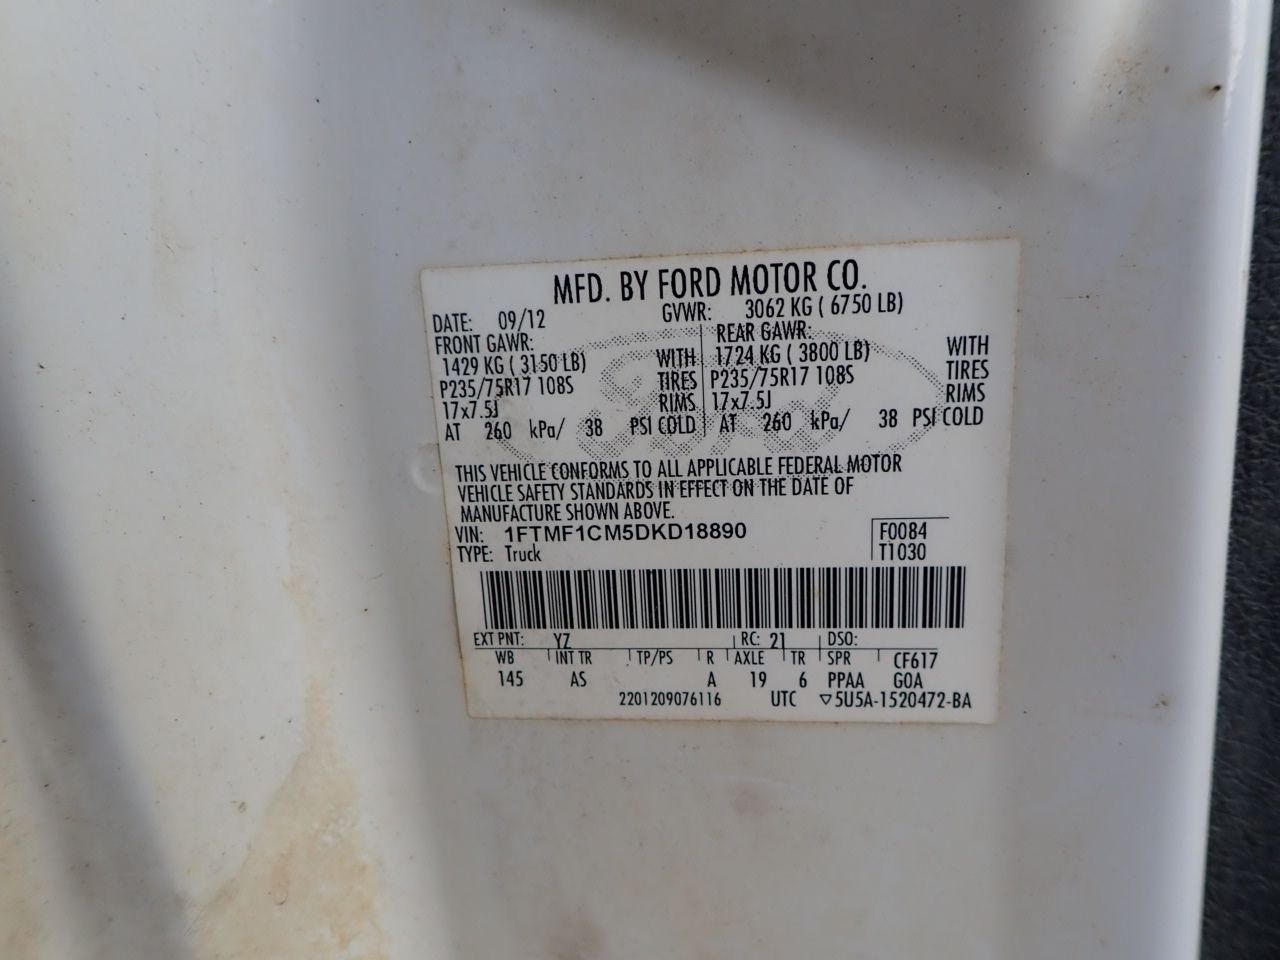 MFD. BY FORD MOTOR CO.
DATE: 09/12 GVWR: 3062 KG ( 6750 LB)
FRONT GAWR: REAR GAWR:
1429 KG ( 3150 LB) WITH 1724 KG ( 3800 LB) WITH
P235/75R17 108S TIRES P235/75R17 108S TIRES
17x7.5J RIMS 17x7.5J RIMS
AT 260 kPa/ 38 PSI COLD AT 260 kPa/ 38 PSI COLD
THIS VEHICLE CONFORMS TO ALL APPLICABLE FEDERAL MOTOR
VEHICLE SAFETY STANDARDS IN EFFECT ON THE DATE OF
MANUFACTURE SHOWN ABOVE.
VIN: 1FTMF1CM5DKD18890 F0084
TYPE: Truck T1030
EXT PNT: YZ RC: 21 DSO:
WB INT TR TP/PS R AXLE TR SPR CF617
145 AS A 19 6 PPAA GOA
2201209076116 UTC ▽5U5A-1520472-BA